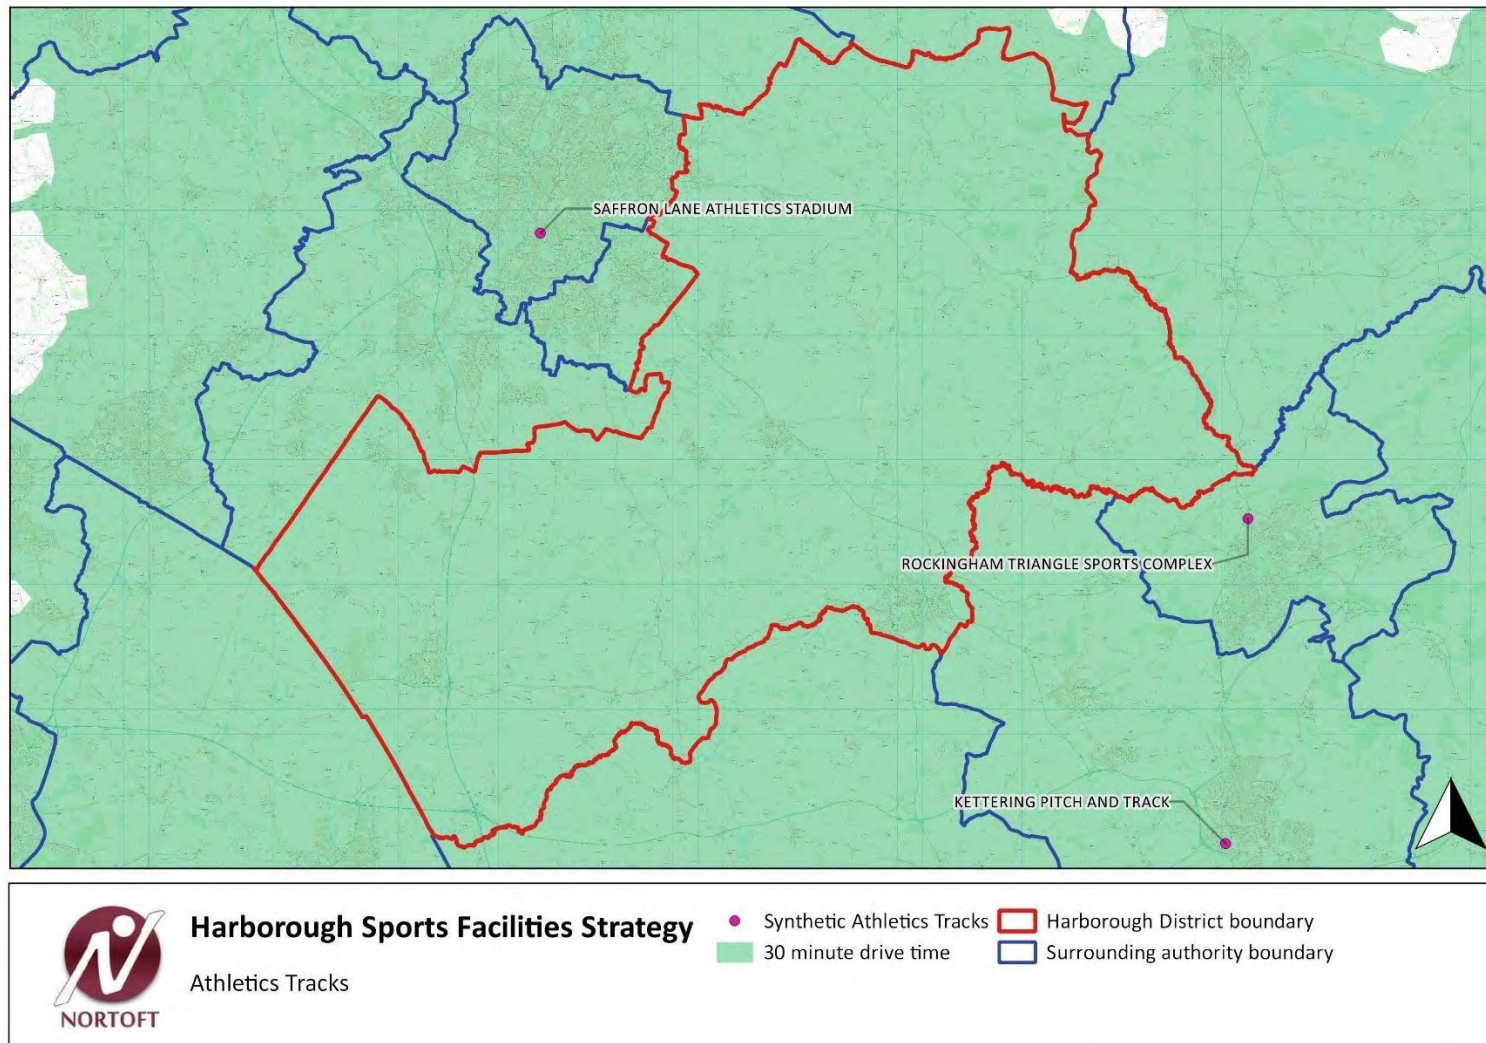 SAFFRON LANE ATHLETICS STADIUM
ROCKINGHAM TRIANGLE SPORTS COMPLEX
KETTERING PITCH AND TRACK
Harborough Sports Facilities Strategy
Athletics Tracks
NORTOFT
Synthetic Athletics Tracks
30 minute drive time
Harborough District boundary
Surrounding authority boundary